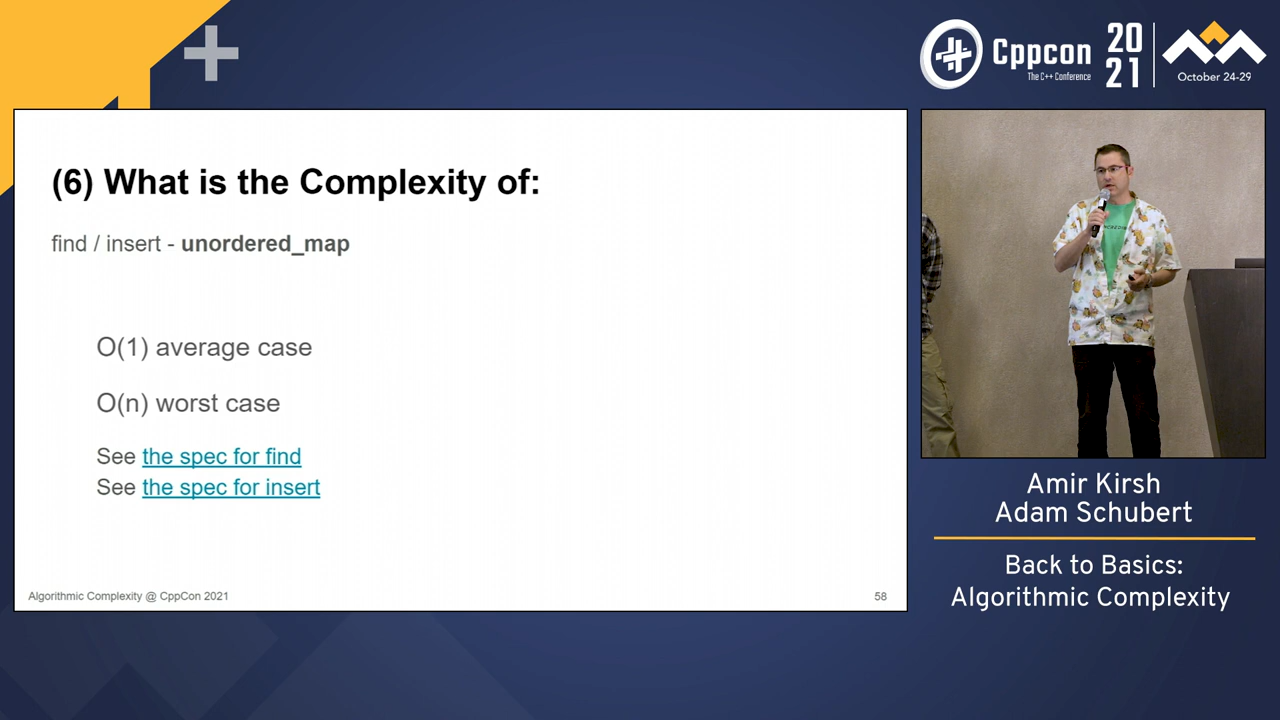 Cppcon
The C++ Conference
20
21
October 24-29
(6) What is the Complexity of:
find / insert - unordered_map
O(1) average case
O(n) worst case
See the spec for find
See the spec for insert
Algorithmic Complexity @ CppCon 2021
58
Amir Kirsh
Adam Schubert
Back to Basics:
Algorithmic Complexity